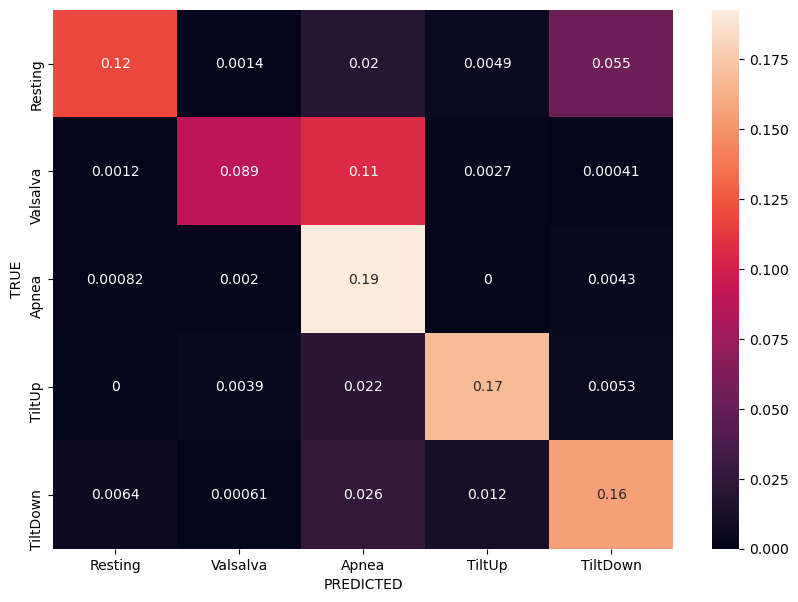 Resting 0.12 0.0014 0.02 0.0049 0.055
Valsalva 0.0012 0.089 0.11 0.0027 0.00041
Apnea 0.00082 0.002 0.19 0 0.0043
TiltUp 0 0.0039 0.022 0.17 0.0053
TiltDown 0.0064 0.00061 0.026 0.012 0.16
TRUE
Resting Valsalva Apnea TiltUp TiltDown
PREDICTED
0.175
0.150
0.125
0.100
0.075
0.050
0.025
0.000